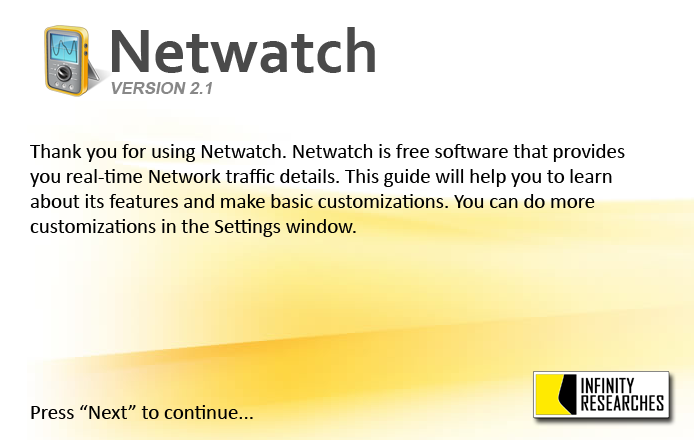 Netwatch
VERSION 2.1
Thank you for using Netwatch. Netwatch is free software that provides
you real-time Network traffic details. This guide will help you to learn
about its features and make basic customizations. You can do more
customizations in the Settings window.
Press “Next” to continue...
INFINITY
RESEARCHES